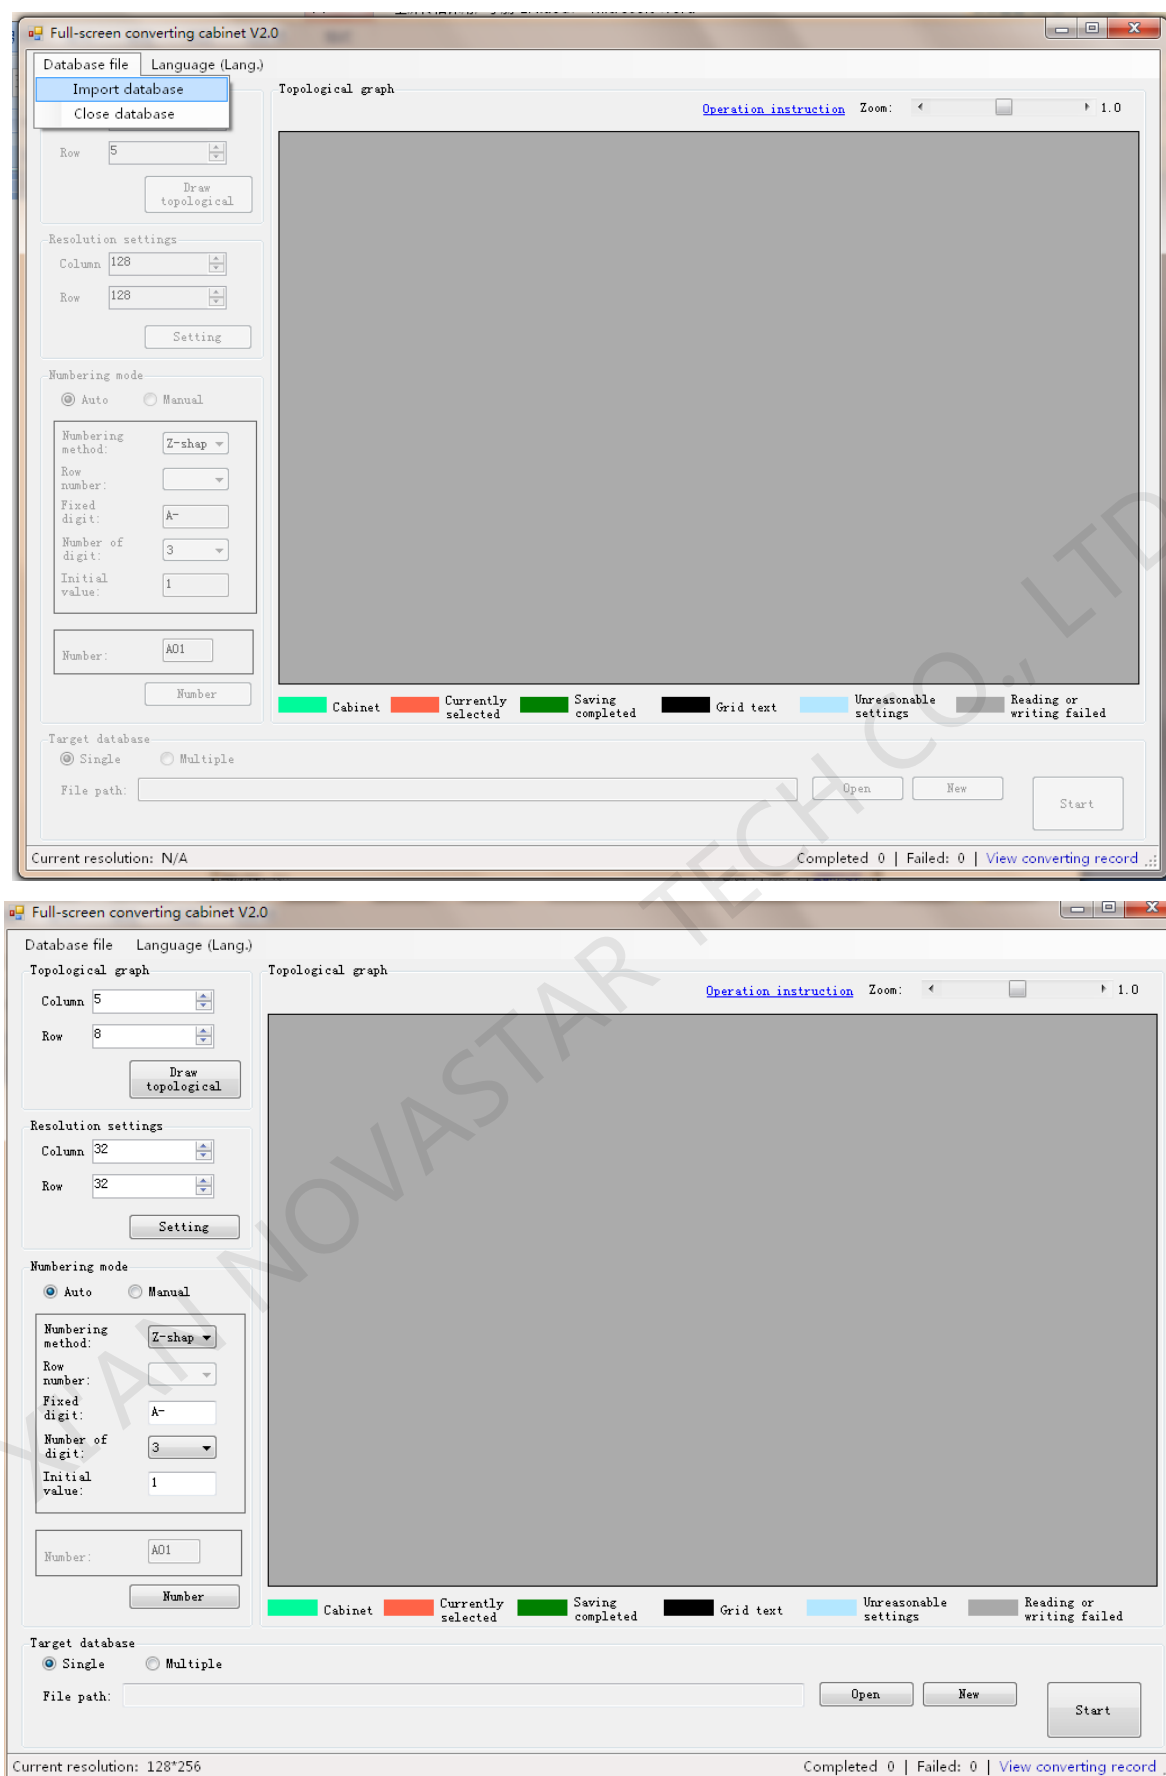 Full-screen converting cabinet V2.0
Database file Language (Lang.)
Import database
Close database
Topological graph
Operation instruction Zoom: 1.0
Row 5
Draw topological
Resolution settings
Column 128
Row 128
Setting
Numbering mode
Auto Manual
Numbering method: Z-shap
Row number:
Fixed digit: A-
Number of digit: 3
Initial value: 1
Number: A01
Number
Cabinet Currently selected Saving completed Grid text Unreasonable settings Reading or writing failed
Target database
Single Multiple
File path: Open New Start
Current resolution: N/A Completed 0 | Failed: 0 | View converting record
Full-screen converting cabinet V2.0
Database file Language (Lang.)
Topological graph Topological graph
Operation instruction Zoom: 1.0
Column 5
Row 8
Draw topological
Resolution settings
Column 32
Row 32
Setting
Numbering mode
Auto Manual
Numbering method: Z-shap
Row number:
Fixed digit: A-
Number of digit: 3
Initial value: 1
Number: A01
Number
Cabinet Currently selected Saving completed Grid text Unreasonable settings Reading or writing failed
Target database
Single Multiple
File path: Open New Start
Current resolution: 128*256 Completed 0 | Failed: 0 | View converting record
XI'AN NOVASTAR TECH CO., LTD